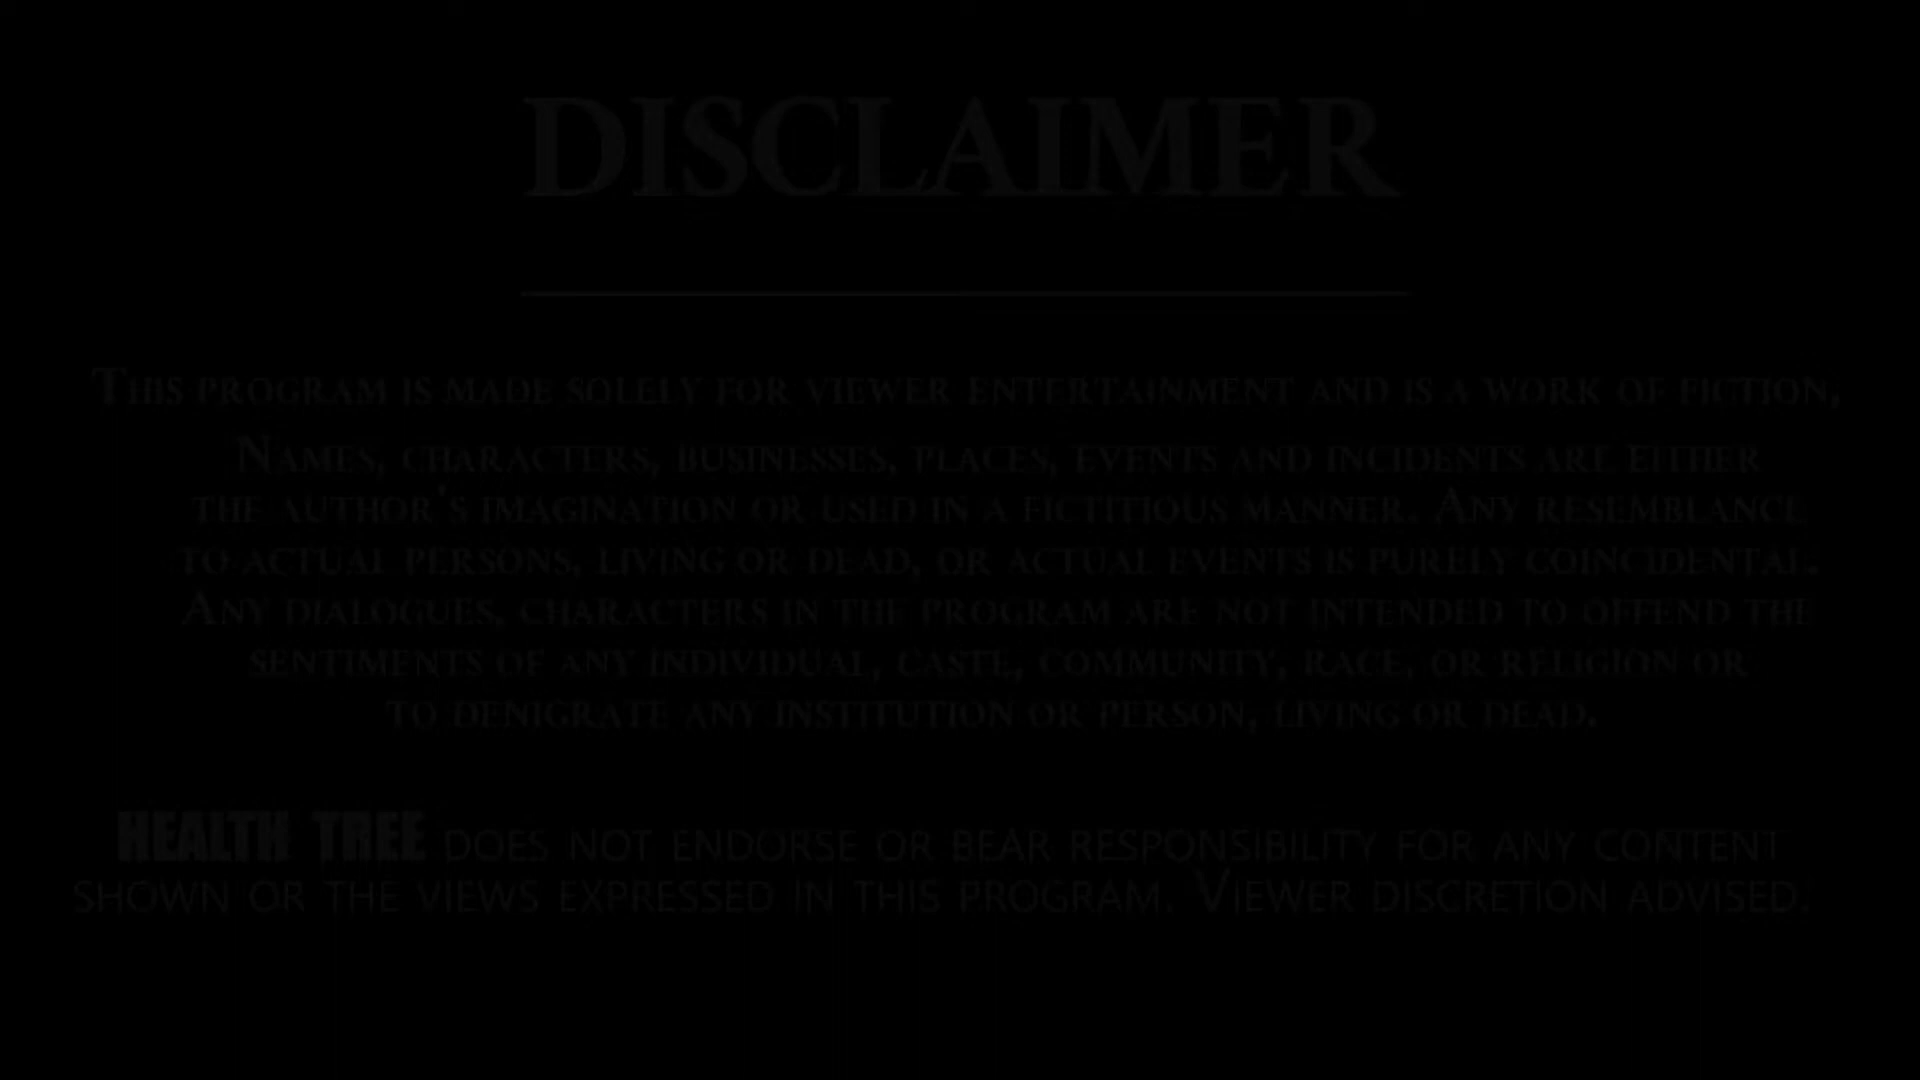 DISCLAIMER
THIS PROGRAM IS MADE SOLELY FOR VIEWER ENTERTAINMENT AND IS A WORK OF FICTION,
NAMES, CHARACTERS, BUSINESSES, PLACES, EVENTS AND INCIDENTS ARE EITHER
THE AUTHOR'S IMAGINATION OR USED IN A FICTITIOUS MANNER. ANY RESEMBLANCE
TO ACTUAL PERSONS, LIVING OR DEAD, OR ACTUAL EVENTS IS PURELY COINCIDENTAL.
ANY DIALOGUES, CHARACTERS IN THE PROGRAM ARE NOT INTENDED TO OFFEND THE
SENTIMENTS OF ANY INDIVIDUAL, CASTE, COMMUNITY, RACE, OR RELIGION OR
TO DENIGRATE ANY INSTITUTION OR PERSON, LIVING OR DEAD.
HEALTH TREE DOES NOT ENDORSE OR BEAR RESPONSIBILITY FOR ANY CONTENT
SHOWN OR THE VIEWS EXPRESSED IN THIS PROGRAM. VIEWER DISCRETION ADVISED.